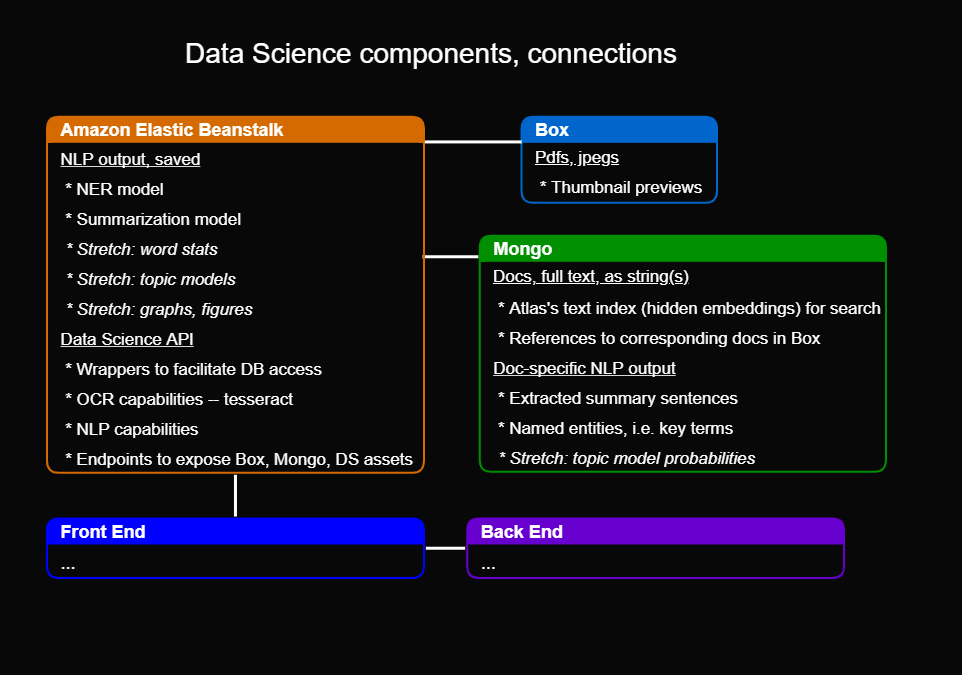 Data Science components, connections
Amazon Elastic Beanstalk
NLP output, saved
* NER model
* Summarization model
* Stretch: word stats
* Stretch: topic models
* Stretch: graphs, figures
Data Science API
* Wrappers to facilitate DB access
* OCR capabilities -- tesseract
* NLP capabilities
* Endpoints to expose Box, Mongo, DS assets
Box
Pdfs, jpegs
* Thumbnail previews
Mongo
Docs, full text, as string(s)
* Atlas's text index (hidden embeddings) for search
* References to corresponding docs in Box
Doc-specific NLP output
* Extracted summary sentences
* Named entities, i.e. key terms
* Stretch: topic model probabilities
Front End
...
Back End
...